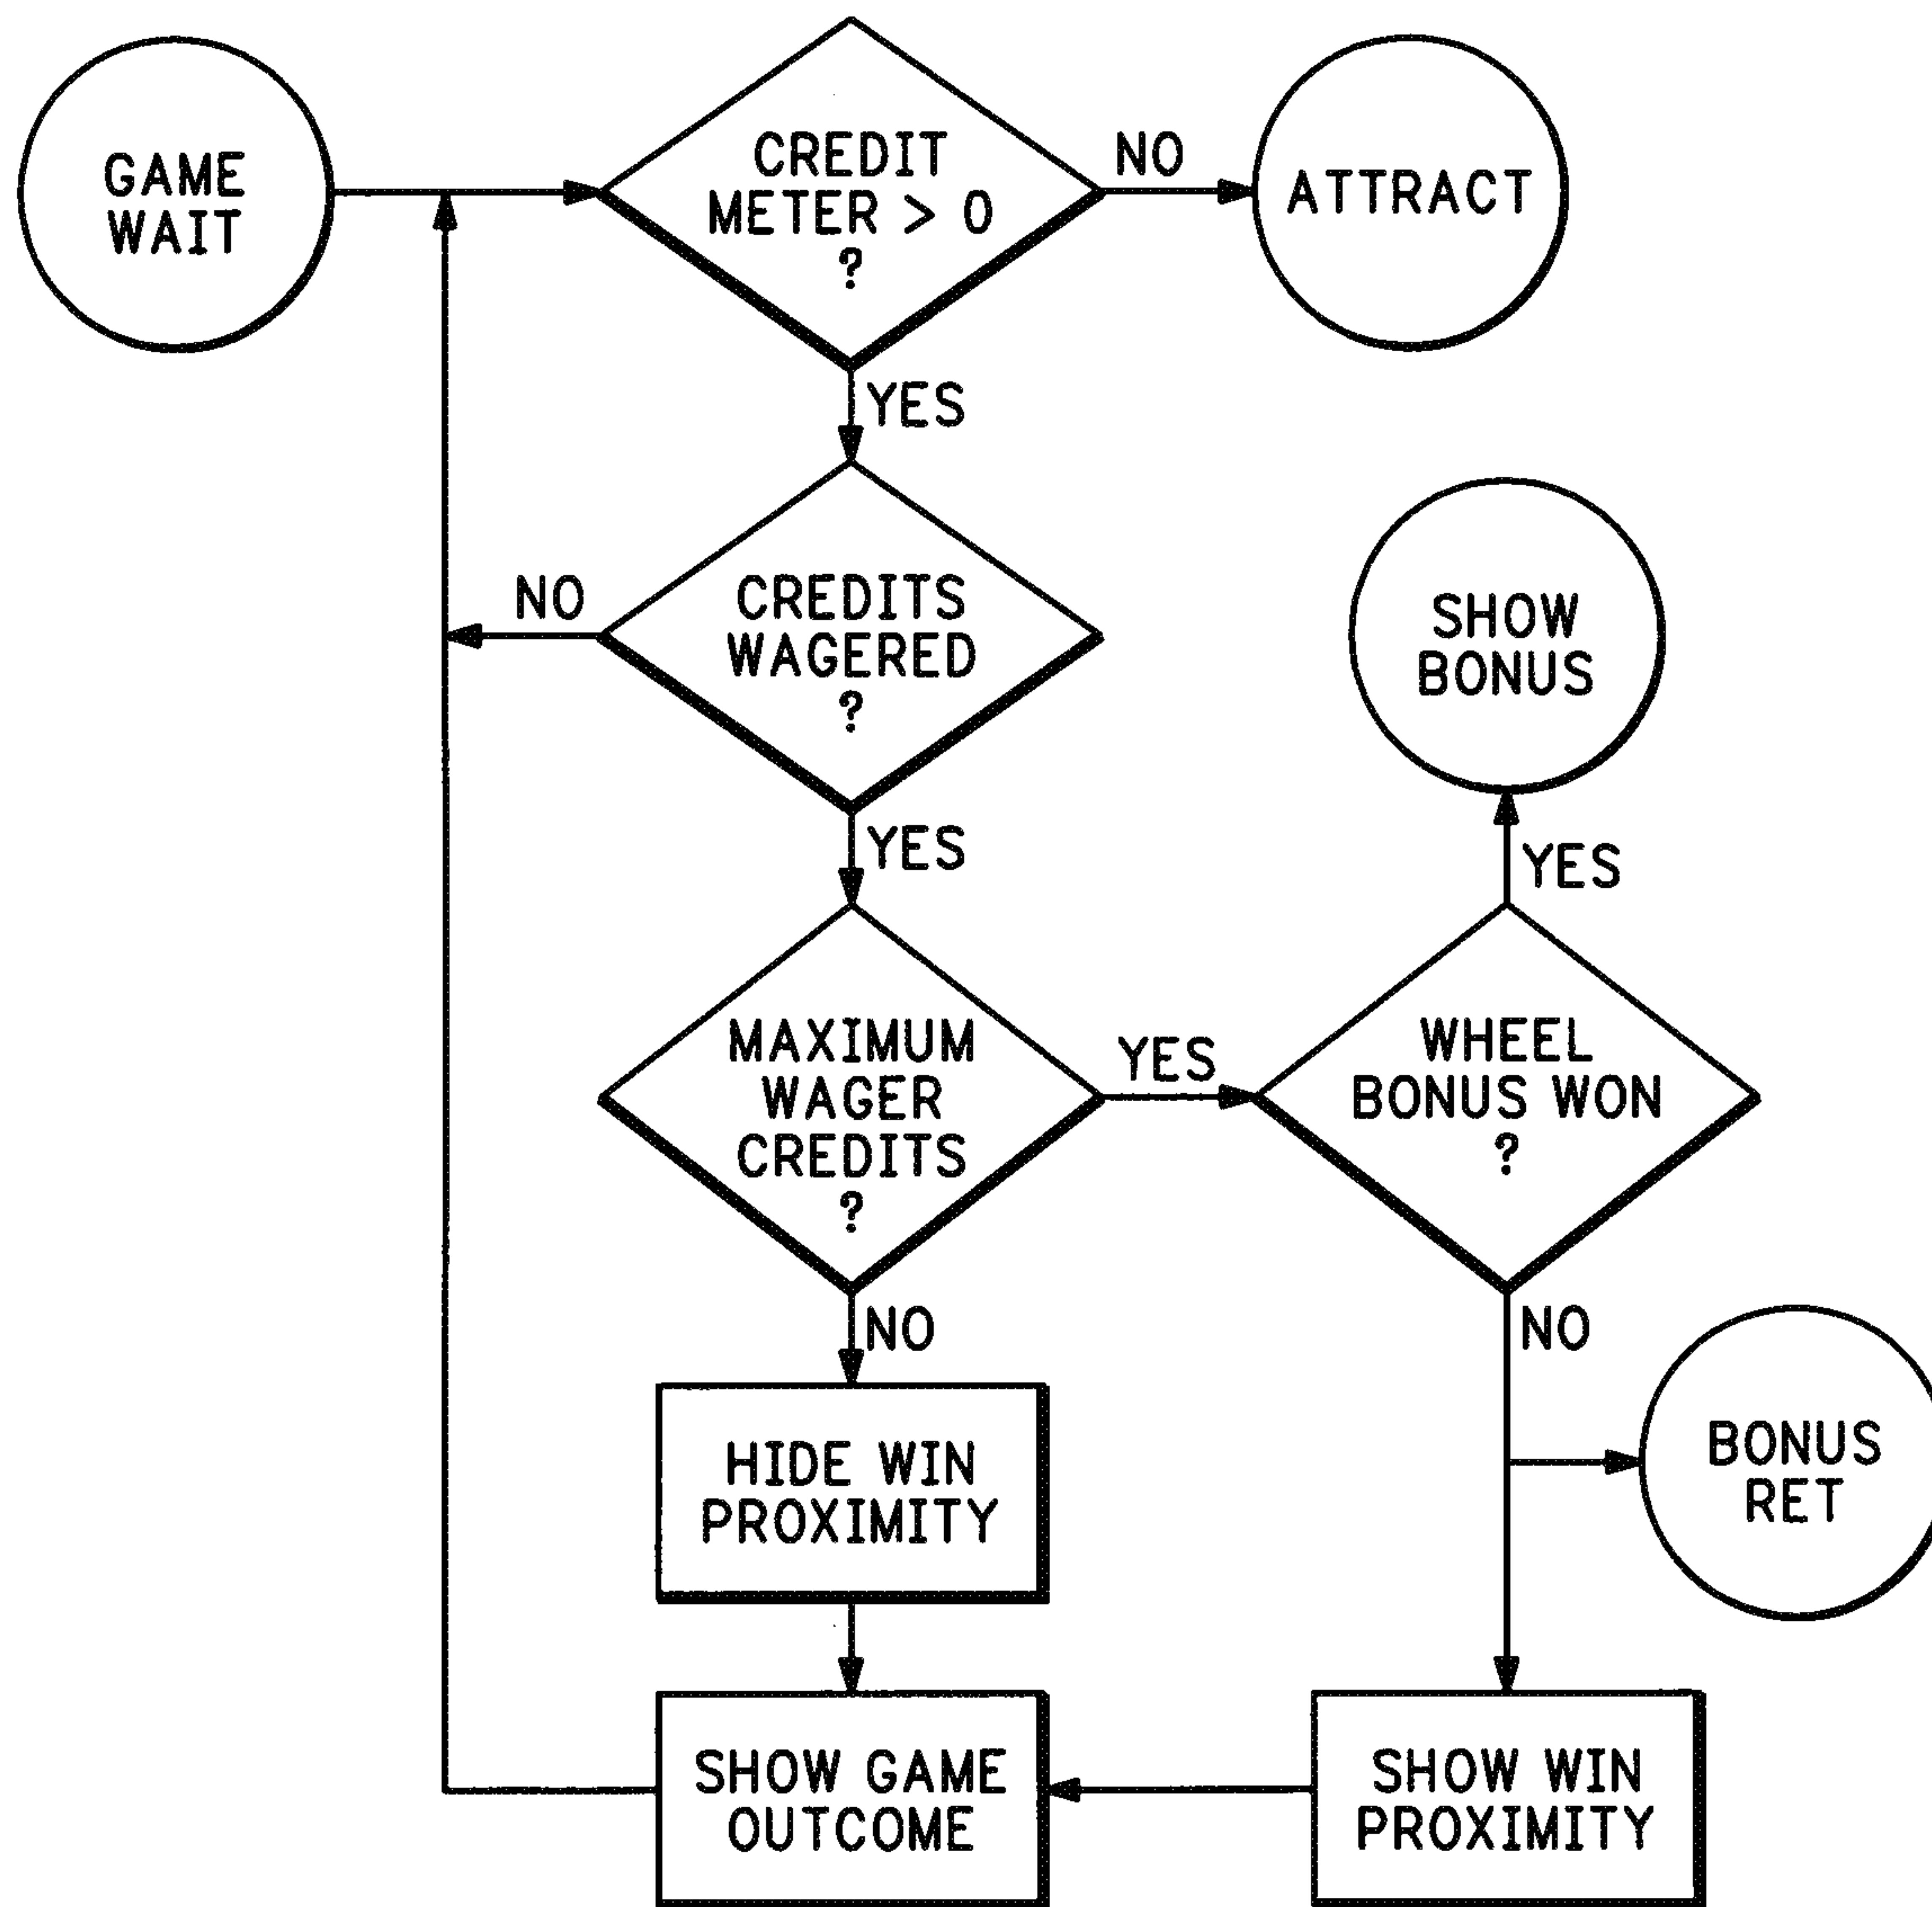 GAME
WAIT
CREDIT
METER > 0
?
NO
ATTRACT
YES
CREDITS
WAGERED
?
NO
SHOW
BONUS
YES
YES
MAXIMUM
WAGER
CREDITS
?
YES
WHEEL
BONUS WON
?
NO
NO
HIDE WIN
PROXIMITY
BONUS
RET
SHOW GAME
OUTCOME
SHOW WIN
PROXIMITY